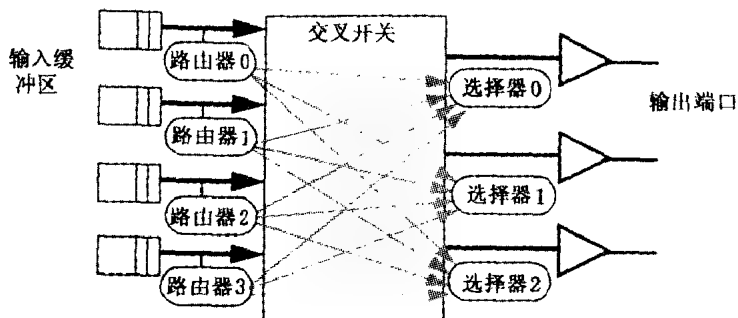 交叉开关
输入缓
冲区
路由器0
路由器1
路由器2
路由器3
选择器0
选择器1
选择器2
输出端口